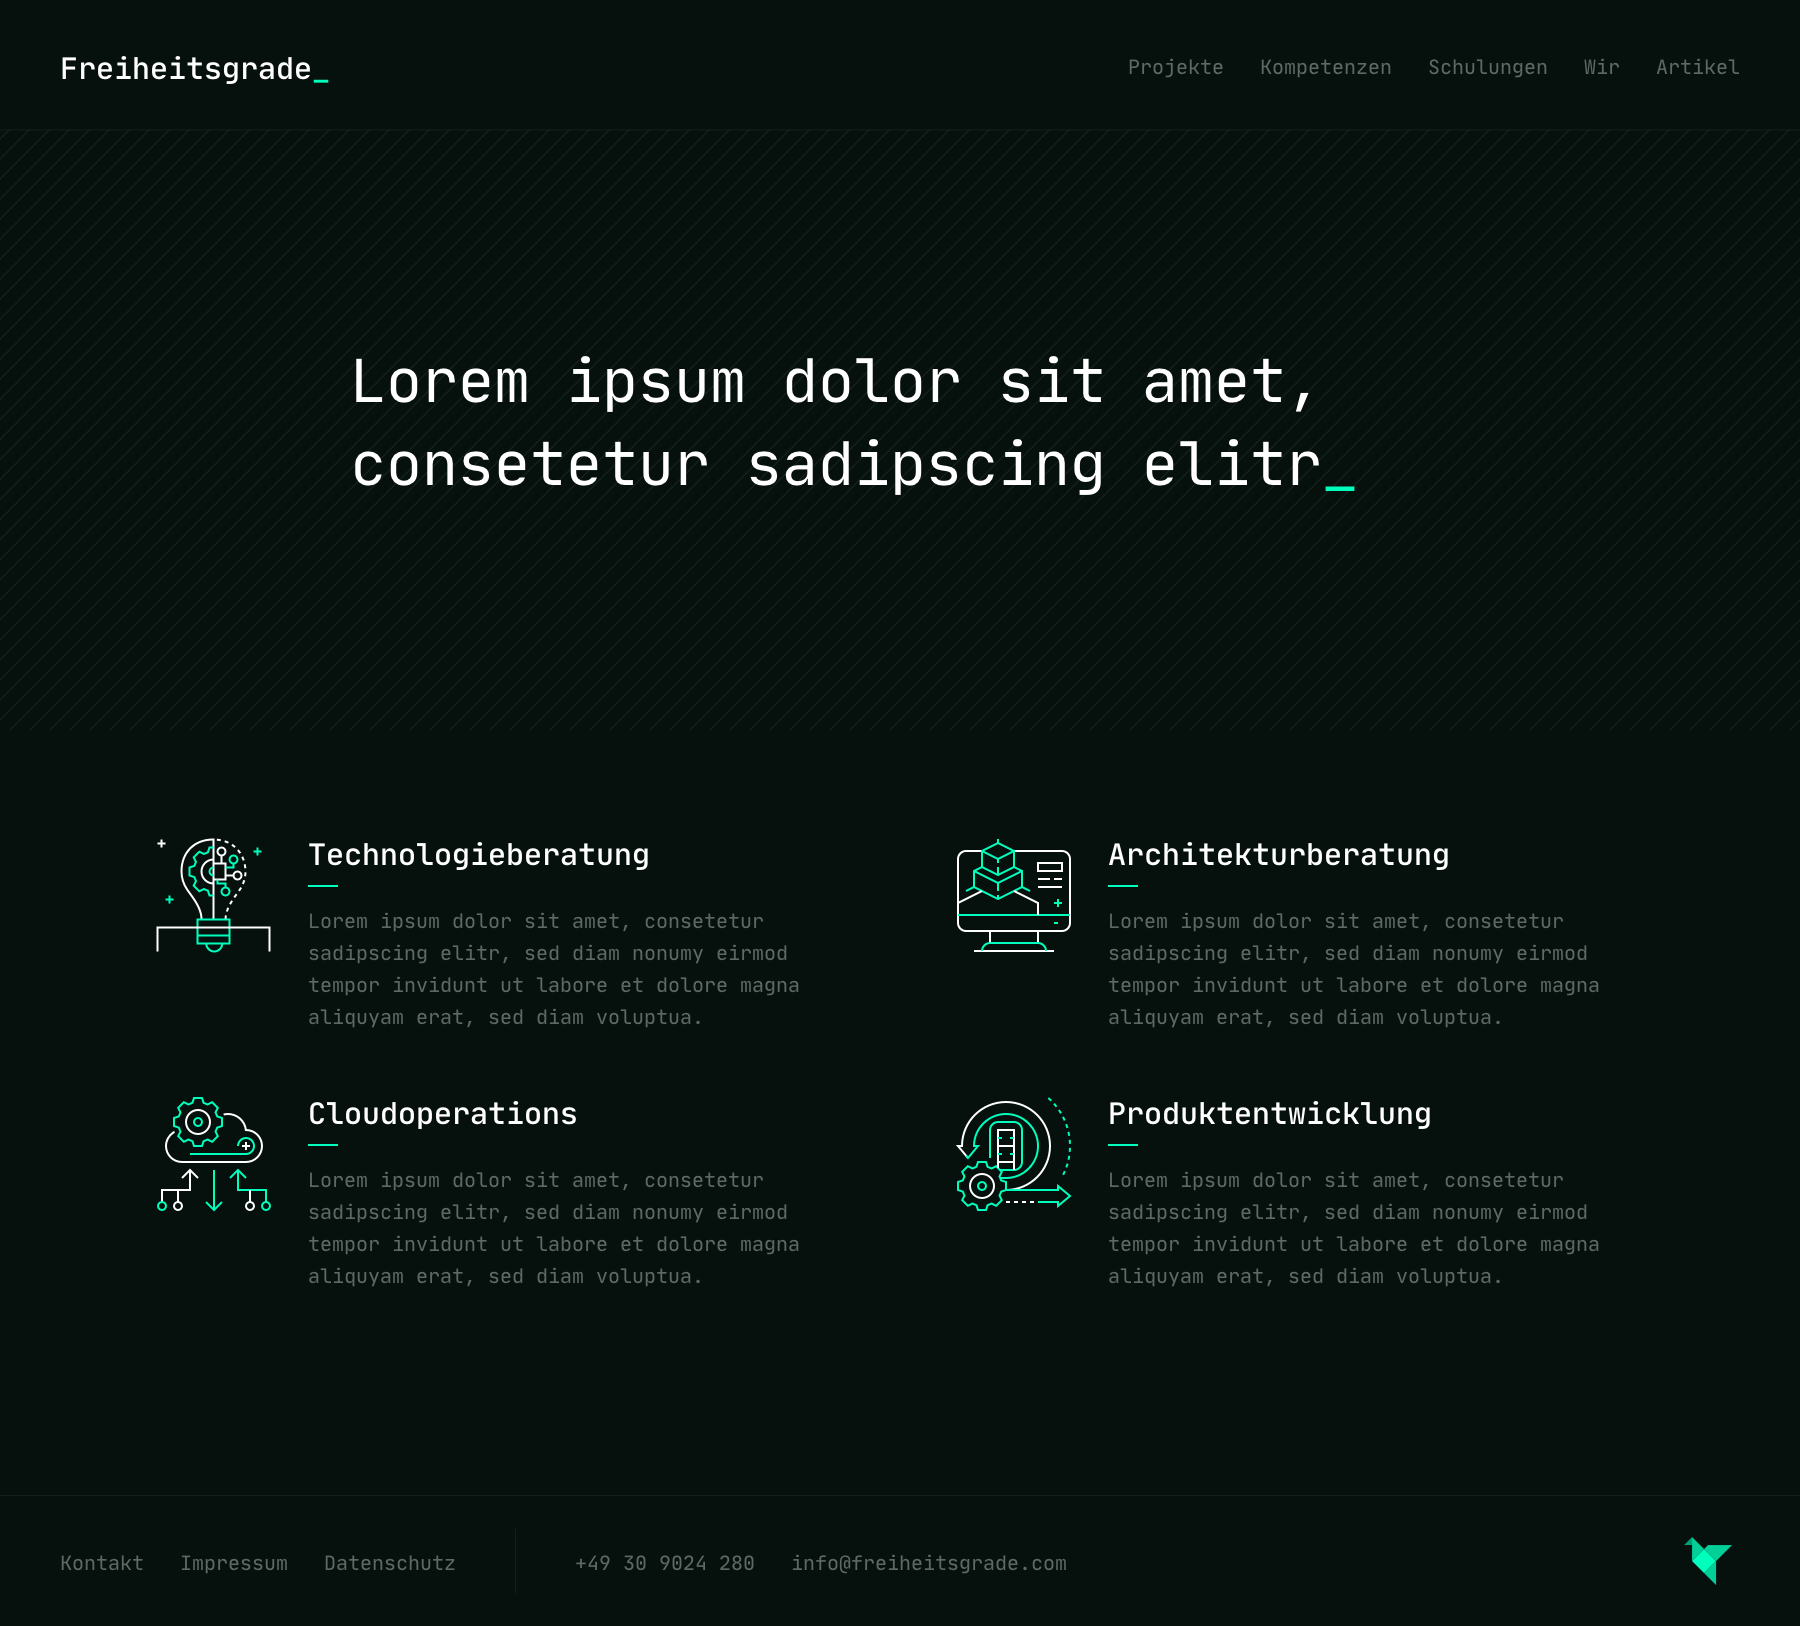 Freiheitsgrade_
Projekte Kompetenzen Schulungen Wir Artikel
Lorem ipsum dolor sit amet,
consetetur sadipscing elitr_
Technologieberatung
Lorem ipsum dolor sit amet, consetetur
sadipscing elitr, sed diam nonumy eirmod
tempor invidunt ut labore et dolore magna
aliquyam erat, sed diam voluptua.
Architekturberatung
Lorem ipsum dolor sit amet, consetetur
sadipscing elitr, sed diam nonumy eirmod
tempor invidunt ut labore et dolore magna
aliquyam erat, sed diam voluptua.
Cloudoperations
Lorem ipsum dolor sit amet, consetetur
sadipscing elitr, sed diam nonumy eirmod
tempor invidunt ut labore et dolore magna
aliquyam erat, sed diam voluptua.
Produktentwicklung
Lorem ipsum dolor sit amet, consetetur
sadipscing elitr, sed diam nonumy eirmod
tempor invidunt ut labore et dolore magna
aliquyam erat, sed diam voluptua.
Kontakt Impressum Datenschutz +49 30 9024 280 info@freiheitsgrade.com